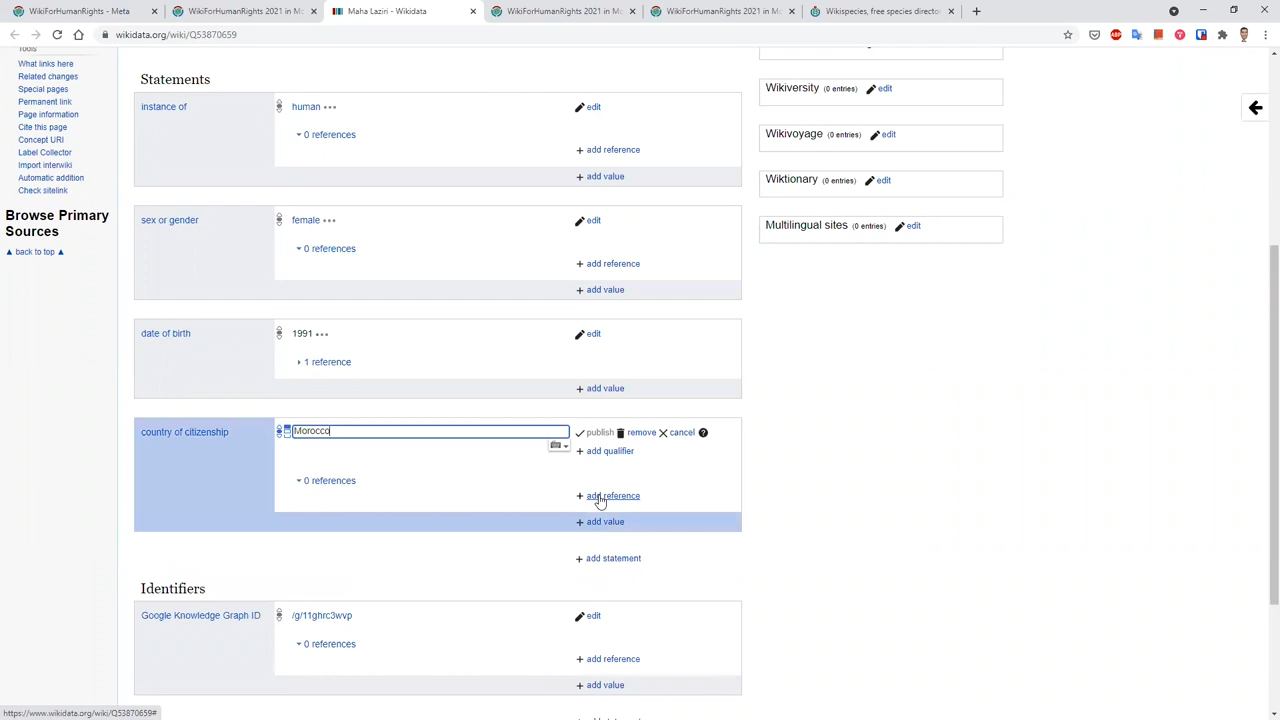 WikiForHumanRights - Meta
WikiForHumanRights 2021 in Mo
Maha Laziri - Wikidata
WikiForHumanRights 2021 in Mo
WikiForHumanRights 2021 in Mo
Wikispecies, free species director
wikidata.org/wiki/Q53870659
Tools
What links here
Related changes
Special pages
Permanent link
Page information
Cite this page
Concept URI
Label Collector
Import interwiki
Automatic addition
Check sitelink
Browse Primary
Sources
▲ back to top ▲
Statements
instance of
human
edit
0 references
+ add reference
+ add value
sex or gender
female
edit
0 references
+ add reference
+ add value
date of birth
1991
edit
1 reference
+ add value
country of citizenship
Morocco
publish remove cancel
+ add qualifier
0 references
+ add reference
+ add value
+ add statement
Identifiers
Google Knowledge Graph ID
/g/11ghrc3wvp
edit
0 references
+ add reference
+ add value
Wikiversity (0 entries) edit
Wikivoyage (0 entries) edit
Wiktionary (0 entries) edit
Multilingual sites (0 entries) edit
https://www.wikidata.org/wiki/Q53870659#